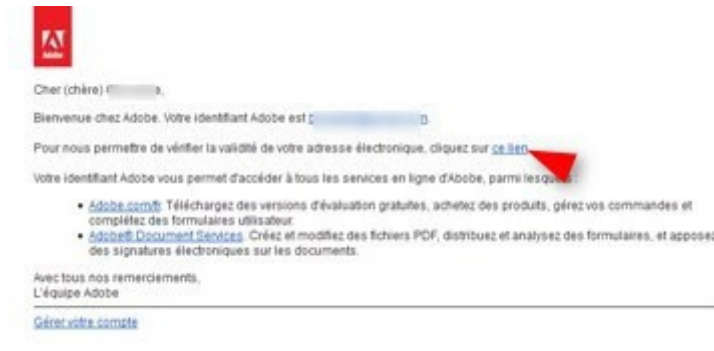 Adobe
Cher (chère)
Bienvenue chez Adobe. Votre identifiant Adobe est
Pour nous permettre de vérifier la validité de votre adresse électronique, cliquez sur ce lien
Votre identifiant Adobe vous permet d'accéder à tous les services en ligne d'Abobe, parmi lesquels :
• Adobe.com/fr Téléchargez des versions d'évaluation gratuites, achetez des produits, gérez vos commandes et
complétez des formulaires utilisateur.
• Adobe® Document Services. Créez et modifiez des fichiers PDF, distribuez et analysez des formulaires, et apposez
des signatures électroniques sur les documents.
Avec tous nos remerciements,
L'équipe Adobe
Gérer votre compte